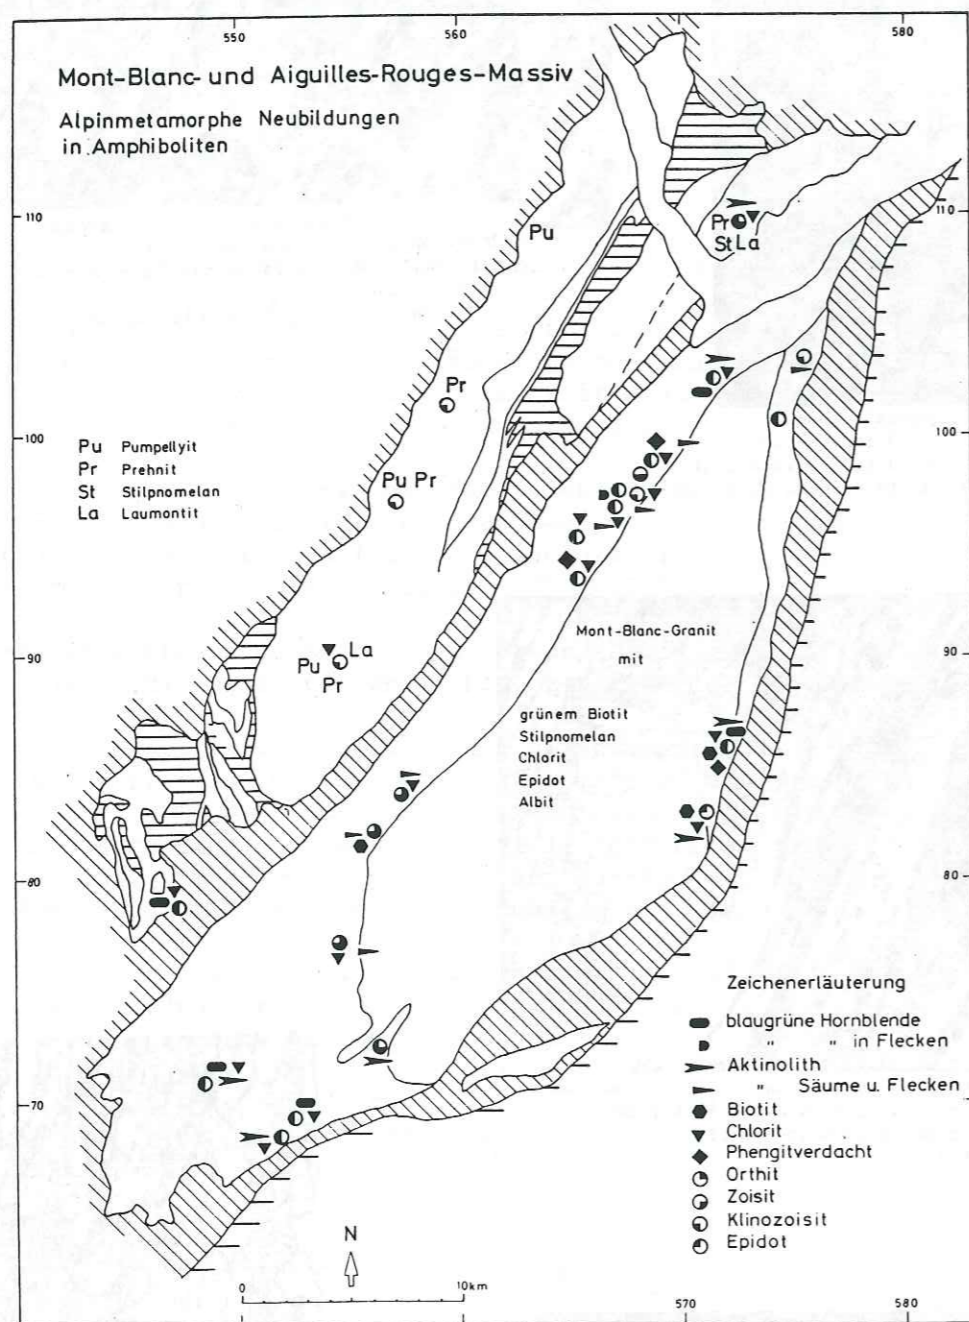 550
560
580
Mont-Blanc- und Aiguilles-Rouges-Massiv
Alpinmetamorphe Neubildungen
in Amphiboliten
110
110
Pu
Pr
St La
Pr
100
100
Pu Pumpellyit
Pr Prehnit
St Stilpnomelan
La Laumontit
Pu Pr
90
90
Mont-Blanc-Granit
mit
La
Pu
Pr
grünem Biotit
Stilpnomelan
Chlorit
Epidot
Albit
80
80
70
Zeichenerläuterung
blaugrüne Hornblende
" " in Flecken
Aktinolith
" Säume u. Flecken
Biotit
Chlorit
Phengitverdacht
Orthit
Zoisit
Klinozoisit
Epidot
N
0 10km
570
580